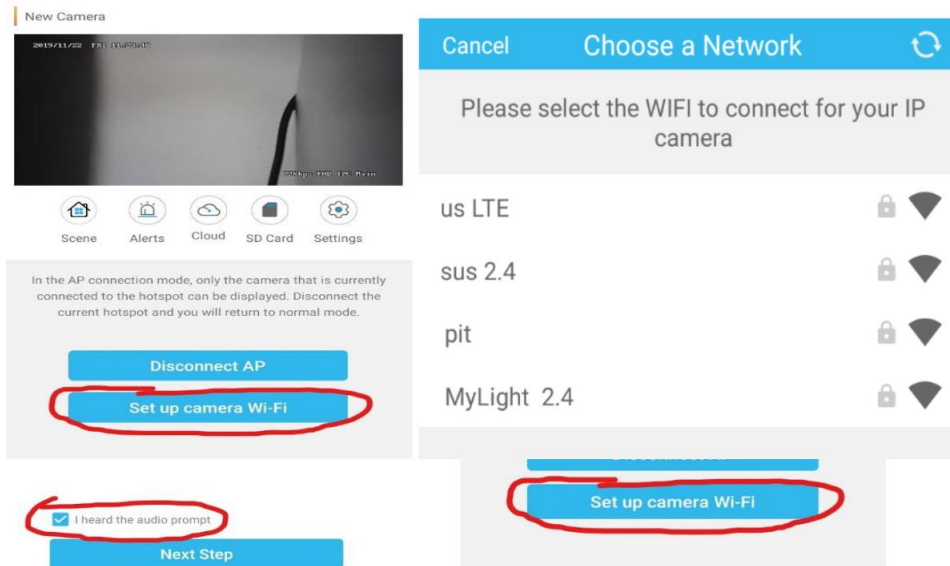 New Camera
2019/11/22 FRI
FHD IPC Main
Scene
Alerts
Cloud
SD Card
Settings
In the AP connection mode, only the camera that is currently
connected to the hotspot can be displayed. Disconnect the
current hotspot and you will return to normal mode.
Disconnect AP
Set up camera Wi-Fi
Cancel
Choose a Network
Please select the WIFI to connect for your IP
camera
us LTE
sus 2.4
pit
MyLight 2.4
I heard the audio prompt
Next Step
Set up camera Wi-Fi